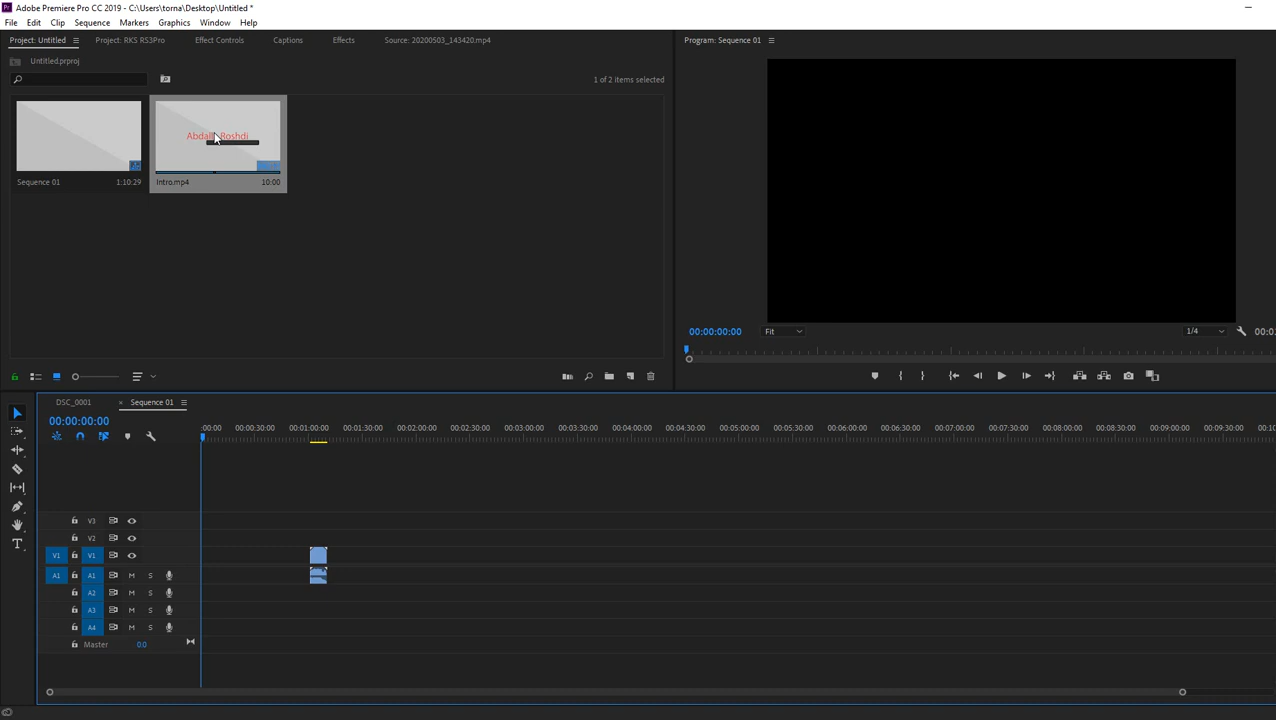 Adobe Premiere Pro CC 2019 - C:\Users\torna\Desktop\Untitled *
File Edit Clip Sequence Markers Graphics Window Help
Project: Untitled Project: RKS RS3Pro Effect Controls Captions Effects Source: 20200503_143420.mp4 Program: Sequence 01
Untitled.prproj
1 of 2 items selected
Roshdi
Sequence 01 1:10:29 Intro.mp4 10:00
00:00:00:00 Fit 1/4
DSC_0001 × Sequence 01
00:00:00:00
:00:00 00:00:30:00 00:01:00:00 00:01:30:00 00:02:00:00 00:02:30:00 00:03:00:00 00:03:30:00 00:04:00:00 00:04:30:00 00:05:00:00 00:05:30:00 00:06:00:00 00:06:30:00 00:07:00:00 00:07:30:00 00:08:00:00 00:08:30:00 00:09:00:00 00:09:30:00
V3
V2
V1 V1
A1 A1 M S
A2 M S
A3 M S
A4 M S
Master 0.0